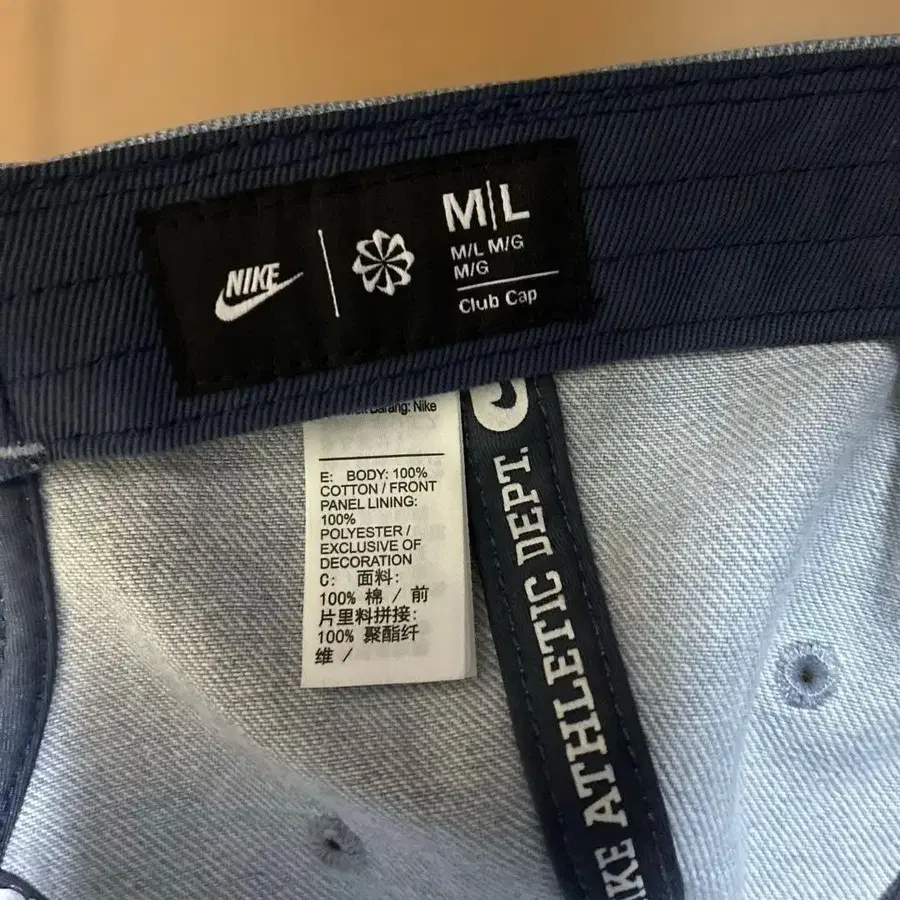 NIKE
M|L
M/L M/G
M/G
Club Cap
Barang: Nike
E: BODY: 100%
COTTON / FRONT
PANEL LINING:
100%
POLYESTER /
EXCLUSIVE OF
DECORATION
C: 面料:
100% 棉 / 前
片里料拼接:
100% 聚酯纤
维 /
NIKE ATHLETIC DEPT.